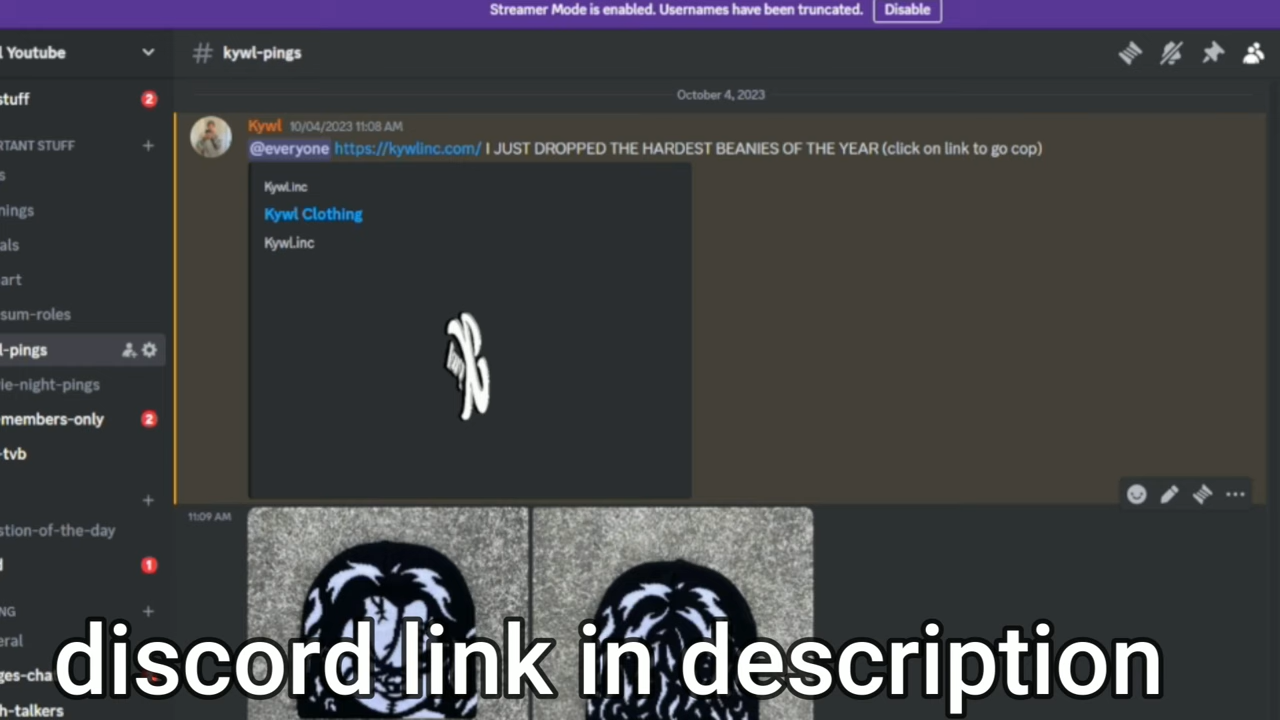 Streamer Mode is enabled. Usernames have been truncated. Disable
l Youtube
# kywl-pings
October 4, 2023
stuff 2
RTANT STUFF
s
nings
als
art
sum-roles
l-pings
ie-night-pings
members-only 2
-tvb
stion-of-the-day
d 1
NG
eral
ges-cha
h-talkers
Kywl 10/04/2023 11:08 AM
@everyone https://kywlinc.com/ I JUST DROPPED THE HARDEST BEANIES OF THE YEAR (click on link to go cop)
Kywl.inc
Kywl Clothing
Kywl.inc
11:09 AM
discord link in description